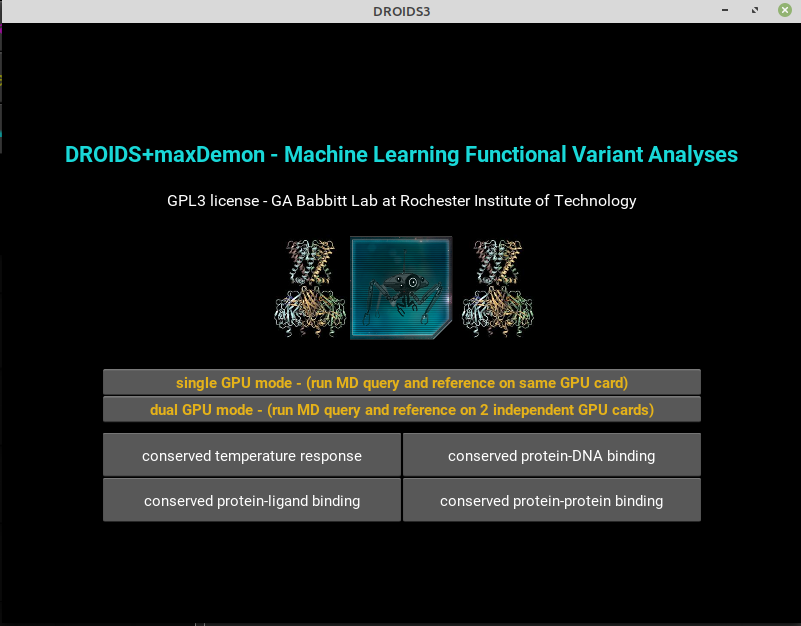 DROIDS3
DROIDS+maxDemon - Machine Learning Functional Variant Analyses
GPL3 license - GA Babbitt Lab at Rochester Institute of Technology
single GPU mode - (run MD query and reference on same GPU card)
dual GPU mode - (run MD query and reference on 2 independent GPU cards)
conserved temperature response
conserved protein-DNA binding
conserved protein-ligand binding
conserved protein-protein binding